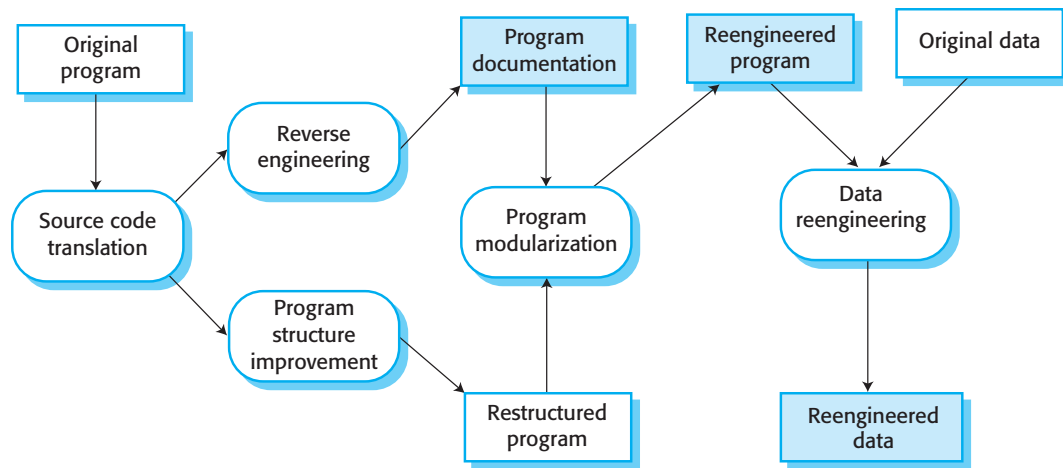 Original
program
Program
documentation
Reengineered
program
Original data
Reverse
engineering
Source code
translation
Program
modularization
Data
reengineering
Program
structure
improvement
Restructured
program
Reengineered
data